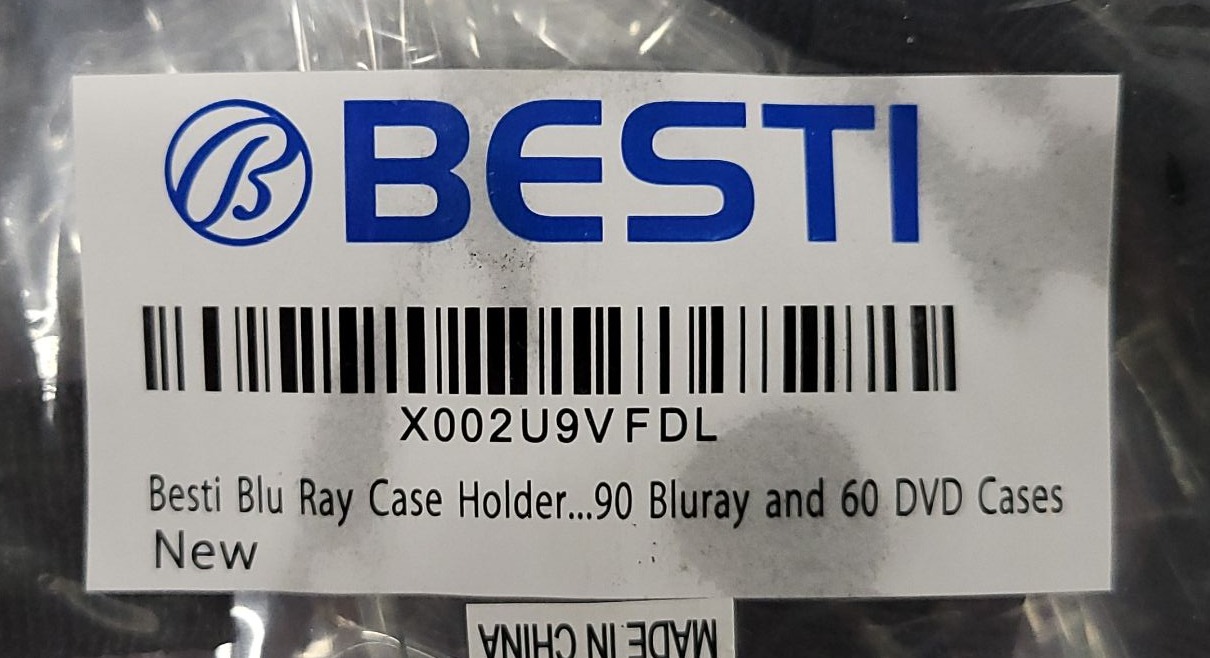 B BESTI
X002U9VFDL
Besti Blu Ray Case Holder...90 Bluray and 60 DVD Cases
New
MADE IN CHINA